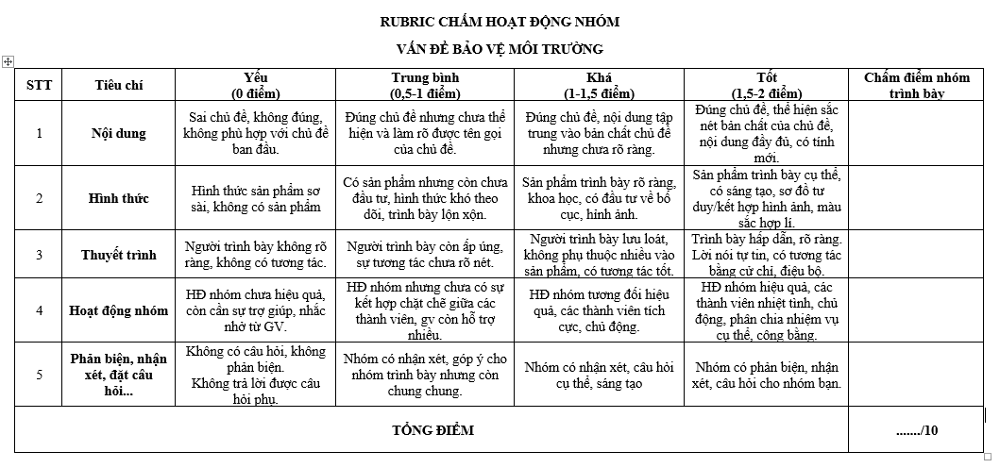 RUBRIC CHẤM HOẠT ĐỘNG NHÓM
VẤN ĐỀ BẢO VỆ MÔI TRƯỜNG
STT
Tiêu chí
Yếu
(0 điểm)
Trung bình
(0,5-1 điểm)
Khá
(1-1,5 điểm)
Tốt
(1,5-2 điểm)
Chấm điểm nhóm
trình bày
1
Nội dung
Sai chủ đề, không đúng,
không phù hợp với chủ đề
ban đầu.
Đúng chủ đề nhưng chưa thể
hiện và làm rõ được tên gọi
của chủ đề.
Đúng chủ đề, nội dung tập
trung vào bản chất chủ đề
nhưng chưa rõ ràng.
Đúng chủ đề, thể hiện sắc
nét bản chất của chủ đề,
nội dung đầy đủ, có tính
mới.
2
Hình thức
Hình thức sản phẩm sơ
sài, không có sản phẩm
Có sản phẩm nhưng còn chưa
đầu tư, hình thức khó theo
dõi, trình bày lộn xộn.
Sản phẩm trình bày rõ ràng,
khoa học, có đầu tư về bố
cục, hình ảnh.
Sản phẩm trình bày cụ thể,
có sáng tạo, sơ đồ tư
duy/kết hợp hình ảnh, màu
sắc hợp lí.
3
Thuyết trình
Người trình bày không rõ
ràng, không có tương tác.
Người trình bày còn ấp úng,
sự tương tác chưa rõ nét.
Người trình bày lưu loát,
không phụ thuộc nhiều vào
sản phẩm, có tương tác tốt.
Trình bày hấp dẫn, rõ ràng.
Lời nói tự tin, có tương tác
bằng cử chỉ, điệu bộ.
4
Hoạt động nhóm
HĐ nhóm chưa hiệu quả,
còn cần sự trợ giúp, nhắc
nhở từ GV.
HĐ nhóm nhưng chưa có sự
kết hợp chặt chẽ giữa các
thành viên, gv còn hỗ trợ
nhiều.
HĐ nhóm tương đối hiệu
quả, các thành viên tích
cực, chủ động.
HĐ nhóm hiệu quả, các
thành viên nhiệt tình, chủ
động, phân chia nhiệm vụ
cụ thể, công bằng.
5
Phản biện, nhận
xét, đặt câu
hỏi...
Không có câu hỏi, không
phản biện.
Không trả lời được câu
hỏi phụ.
Nhóm có nhận xét, góp ý cho
nhóm trình bày nhưng còn
chung chung.
Nhóm có nhận xét, câu hỏi
cụ thể, sáng tạo
Nhóm có phản biện, nhận
xét, câu hỏi cho nhóm bạn.
TỔNG ĐIỂM
......./10